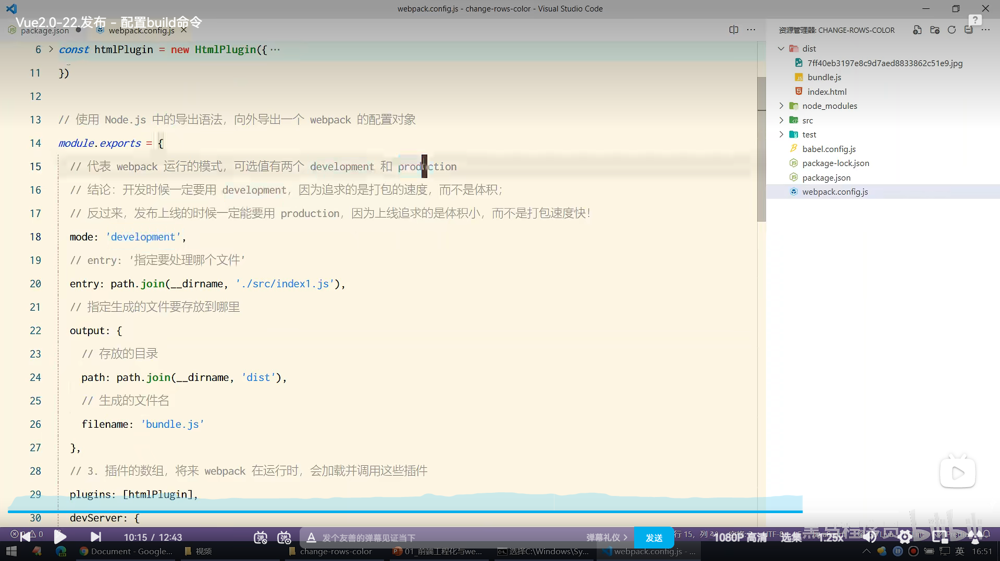 webpack.config.js - change-rows-color - Visual Studio Code
Vue2.0-22.发布 - 配置build命令
package.json
webpack.config.js
6 const htmlPlugin = new HtmlPlugin({ ···
11 })
12
13 // 使用 Node.js 中的导出语法，向外导出一个 webpack 的配置对象
14 module.exports = {
15 // 代表 webpack 运行的模式，可选值有两个 development 和 production
16 // 结论：开发时候一定要用 development，因为追求的是打包的速度，而不是体积；
17 // 反过来，发布上线的时候一定能要用 production，因为上线追求的是体积小，而不是打包速度快！
18 mode: 'development',
19 // entry: '指定要处理哪个文件'
20 entry: path.join(__dirname, './src/index1.js'),
21 // 指定生成的文件要存放到哪里
22 output: {
23 // 存放的目录
24 path: path.join(__dirname, 'dist'),
25 // 生成的文件名
26 filename: 'bundle.js'
27 },
28 // 3. 插件的数组，将来 webpack 在运行时，会加载并调用这些插件
29 plugins: [htmlPlugin],
30 devServer: {
资源管理器: CHANGE-ROWS-COLOR
dist
7ff40eb3197e8c9d7aed8833862c51e9.jpg
bundle.js
index.html
node_modules
src
test
babel.config.js
package-lock.json
package.json
webpack.config.js
10:15 / 12:43
发个友善的弹幕见证当下
弹幕礼仪 >
发送
行 15，列
1080P 高清
选集
1.25x
黑马程序员
bilibili
Document - Google...
视频
change-rows-color
01_前端工程化与we...
选择C:\Windows\Sy...
webpack.config.js - ...
英
16:51